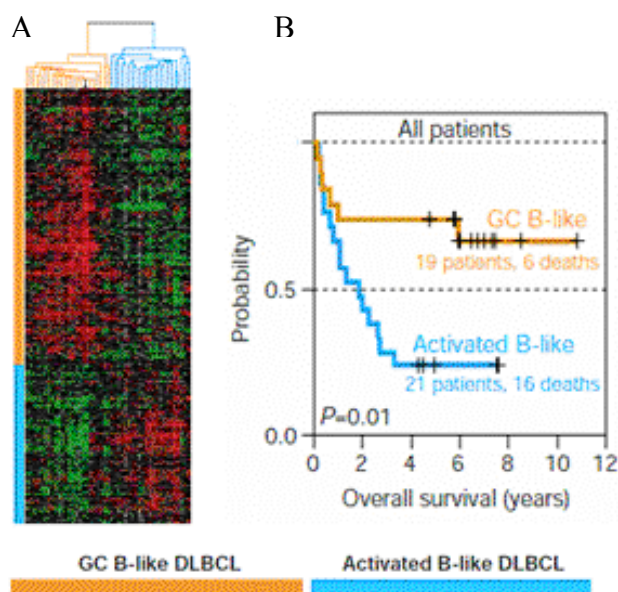 A
B
All patients
GC B-like
19 patients, 6 deaths
Activated B-like
21 patients, 16 deaths
P=0.01
Probability
0.5
0.0
0 2 4 6 8 10 12
Overall survival (years)
GC B-like DLBCL
Activated B-like DLBCL